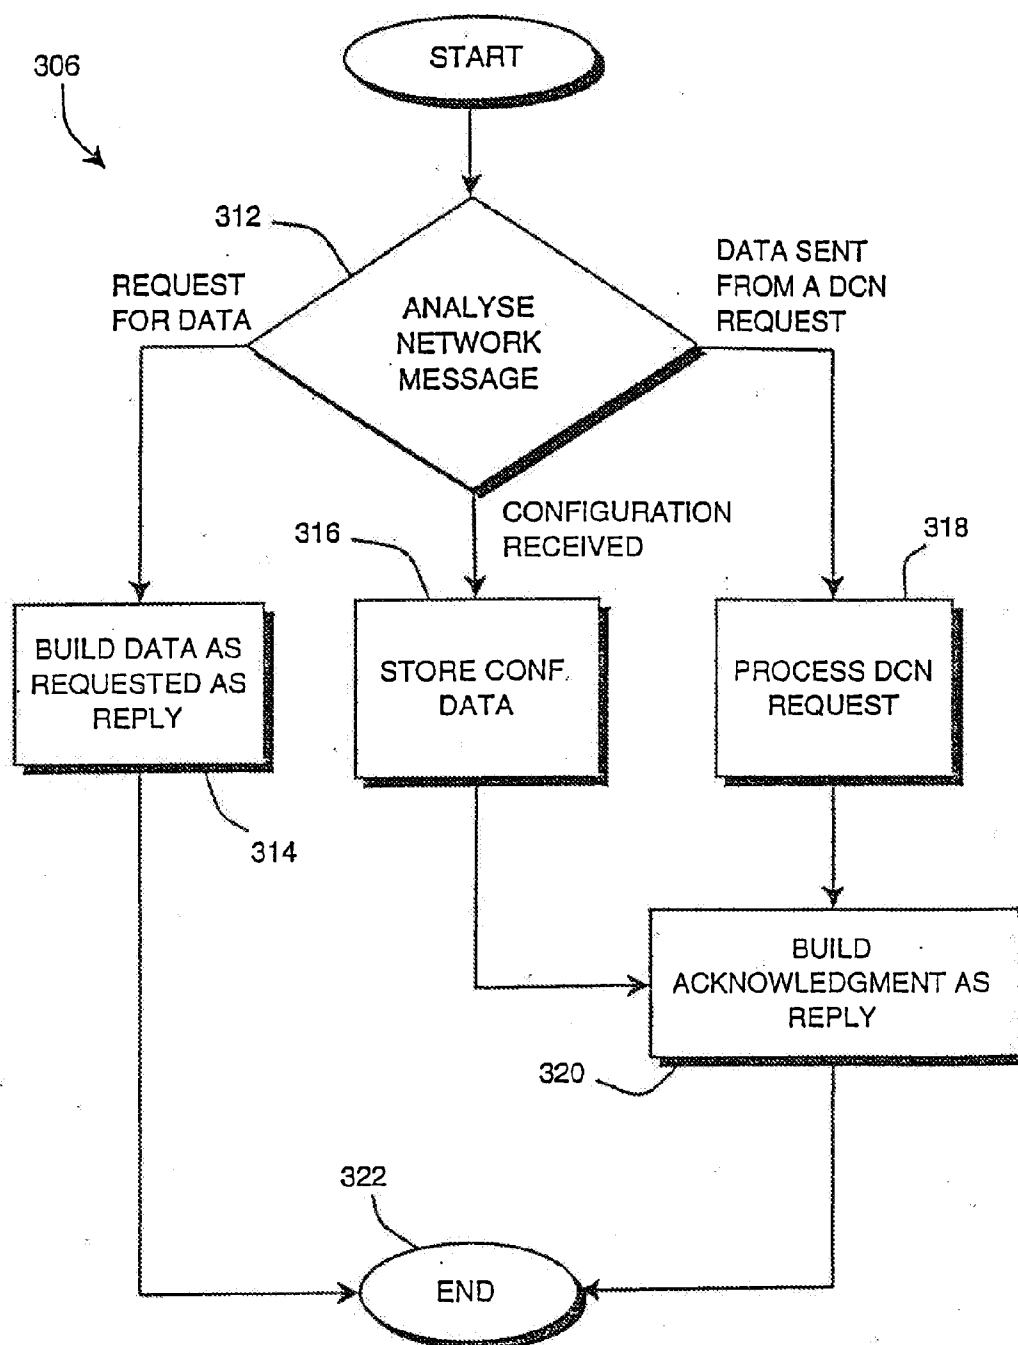 START
306
312
REQUEST
FOR DATA
ANALYSE
NETWORK
MESSAGE
DATA SENT
FROM A DCN
REQUEST
CONFIGURATION
RECEIVED
316
318
BUILD DATA AS
REQUESTED AS
REPLY
STORE CONF.
DATA
PROCESS DCN
REQUEST
314
BUILD
ACKNOWLEDGMENT AS
REPLY
320
322
END